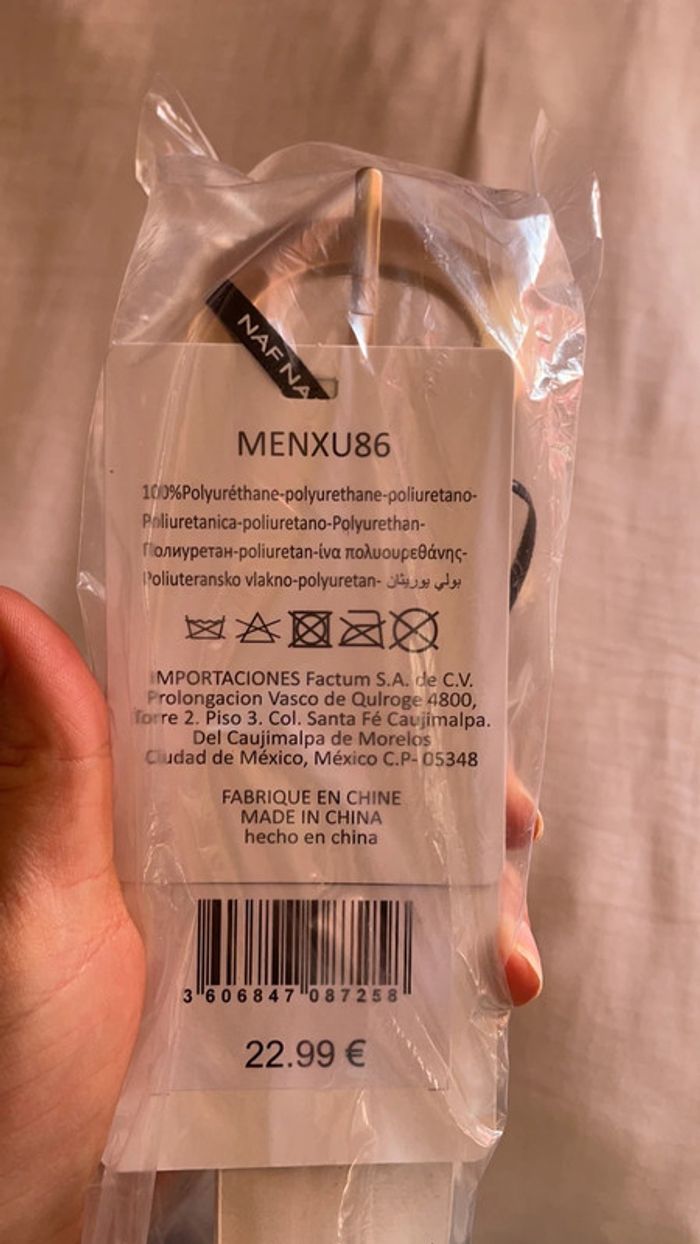 NAF NA
MENXU86
100%Polyuréthane-polyurethane-poliuretano-
Poliuretanica-poliuretano-Polyurethan-
Полиуретан-poliuretan-ίνα πολυουρεθάνης-
Poliuteransko vlakno-polyuretan- بولي يوريثان
IMPORTACIONES Factum S.A. de C.V.
Prolongacion Vasco de Qulroge 4800,
Torre 2. Piso 3. Col. Santa Fé Caujimalpa.
Del Caujimalpa de Morelos
Ciudad de México, México C.P- 05348
FABRIQUE EN CHINE
MADE IN CHINA
hecho en china
3 606847 087258
22.99 €